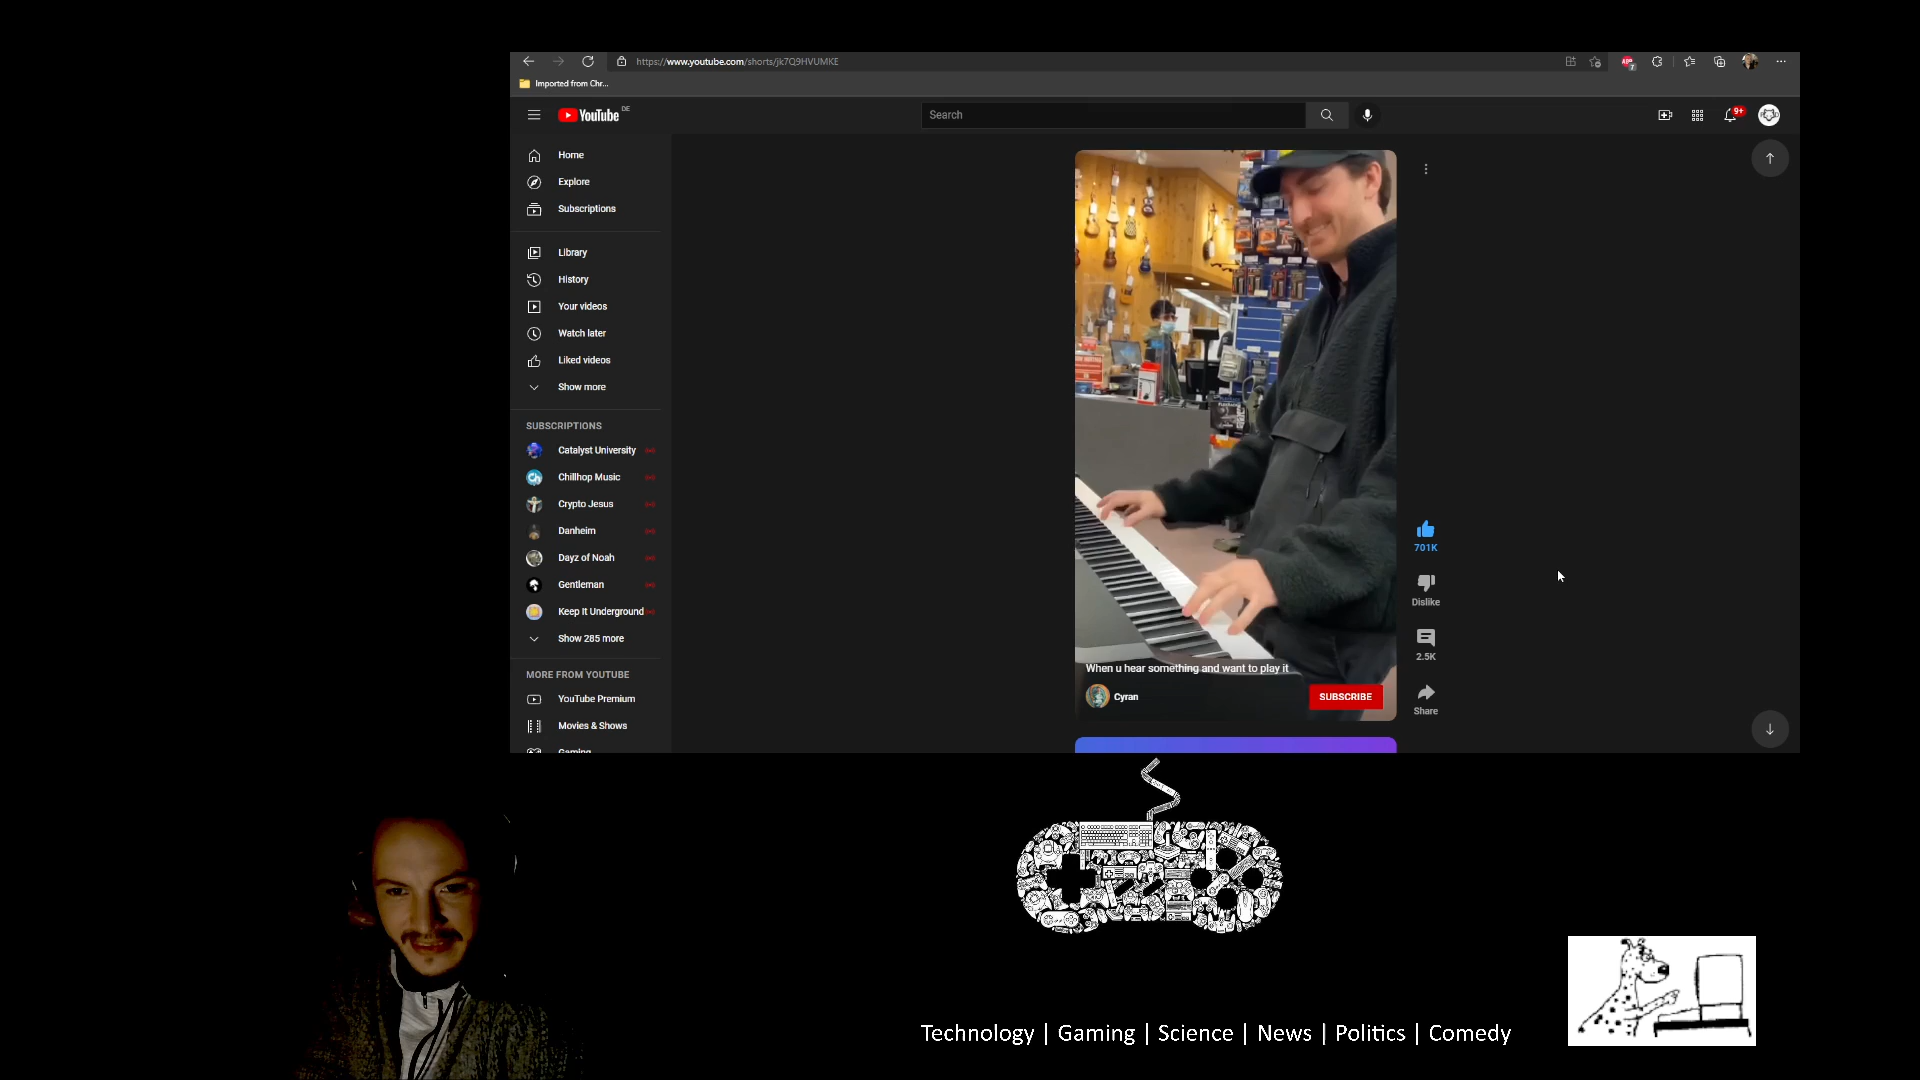 https://www.youtube.com/shorts/jk7Q9HVUMKE
Imported from Chr...
YouTube DE
Search
9+
Home
Explore
Subscriptions
Library
History
Your videos
Watch later
Liked videos
Show more
SUBSCRIPTIONS
Catalyst University
Chillhop Music
Crypto Jesus
Danheim
Dayz of Noah
Gentleman
Keep It Underground
Show 285 more
MORE FROM YOUTUBE
YouTube Premium
Movies & Shows
Gaming
701K
Dislike
2.5K
Share
When u hear something and want to play it
Cyran
SUBSCRIBE
Technology | Gaming | Science | News | Politics | Comedy